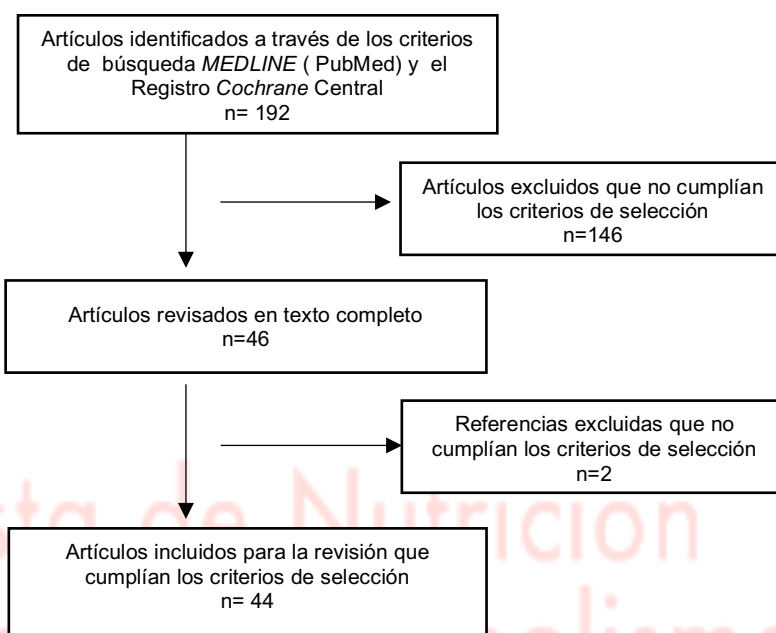 Artículos identificados a través de los criterios
de búsqueda MEDLINE ( PubMed) y el
Registro Cochrane Central
n= 192
Artículos excluidos que no cumplían
los criterios de selección
n=146
Artículos revisados en texto completo
n=46
Referencias excluidas que no
cumplían los criterios de selección
n=2
Artículos incluidos para la revisión que
cumplían los criterios de selección
n= 44
de Nutricion